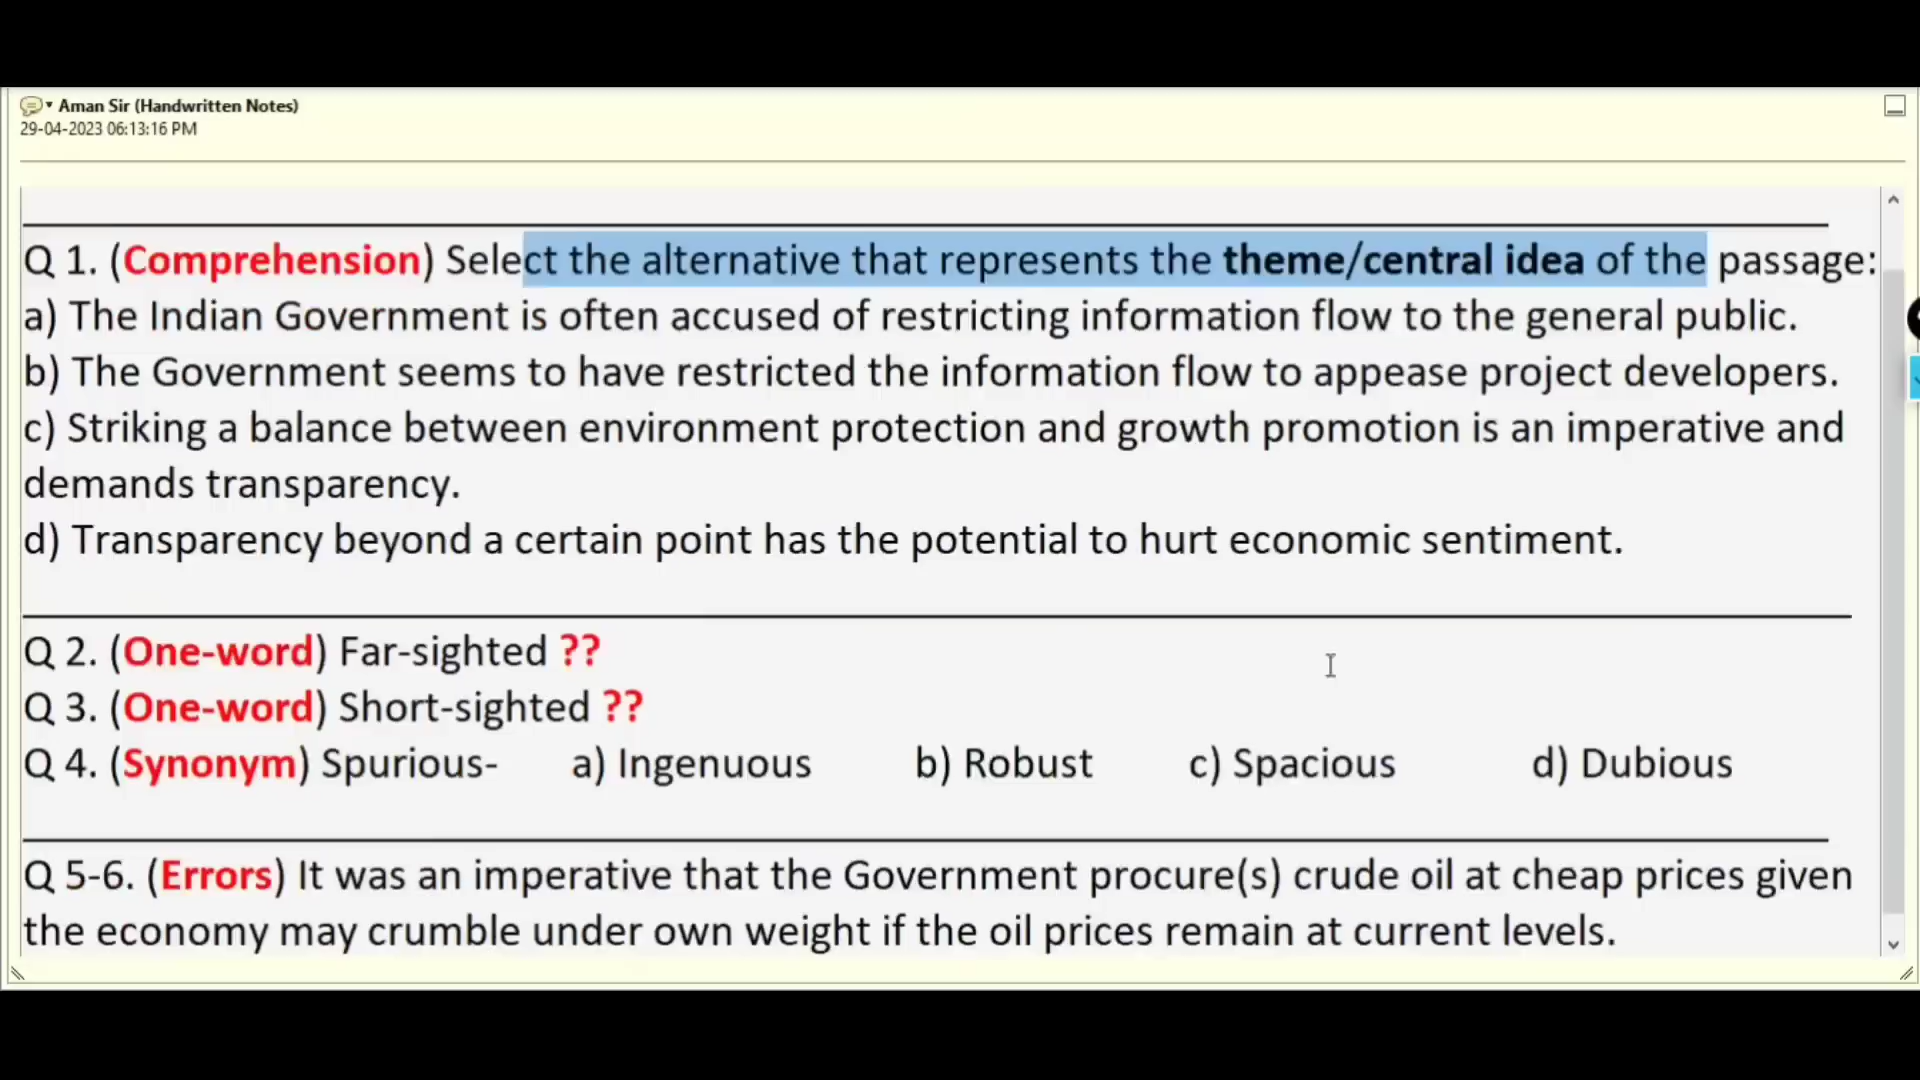 Aman Sir (Handwritten Notes)
29-04-2023 06:13:16 PM
Q 1. (Comprehension) Select the alternative that represents the theme/central idea of the passage:
a) The Indian Government is often accused of restricting information flow to the general public.
b) The Government seems to have restricted the information flow to appease project developers.
c) Striking a balance between environment protection and growth promotion is an imperative and
demands transparency.
d) Transparency beyond a certain point has the potential to hurt economic sentiment.
Q 2. (One-word) Far-sighted ??
Q 3. (One-word) Short-sighted ??
Q 4. (Synonym) Spurious- a) Ingenuous b) Robust c) Spacious d) Dubious
Q 5-6. (Errors) It was an imperative that the Government procure(s) crude oil at cheap prices given
the economy may crumble under own weight if the oil prices remain at current levels.